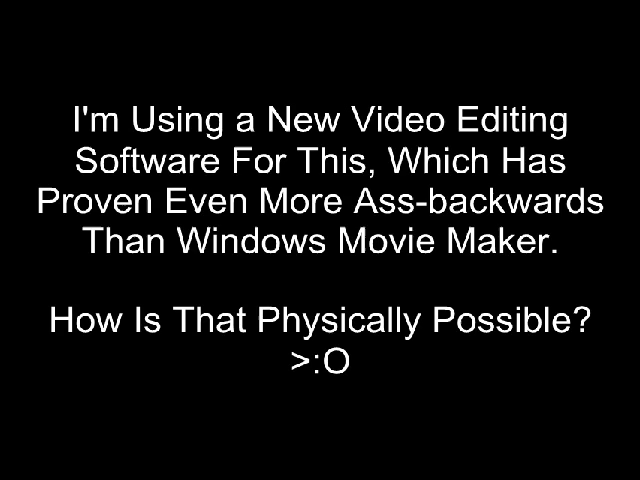 I'm Using a New Video Editing
Software For This, Which Has
Proven Even More Ass-backwards
Than Windows Movie Maker.
How Is That Physically Possible?
>:O